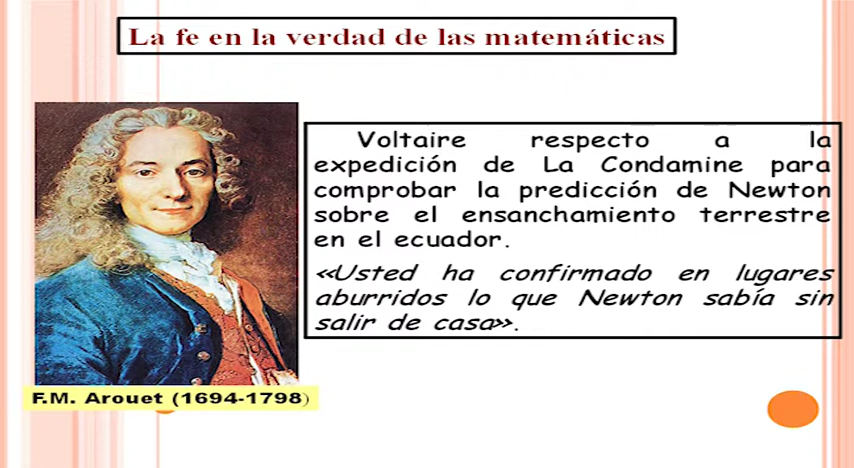 La fe en la verdad de las matemáticas
Voltaire respecto a la
expedición de La Condamine para
comprobar la predicción de Newton
sobre el ensanchamiento terrestre
en el ecuador.
«Usted ha confirmado en lugares
aburridos lo que Newton sabía sin
salir de casa».
F.M. Arouet (1694-1798)